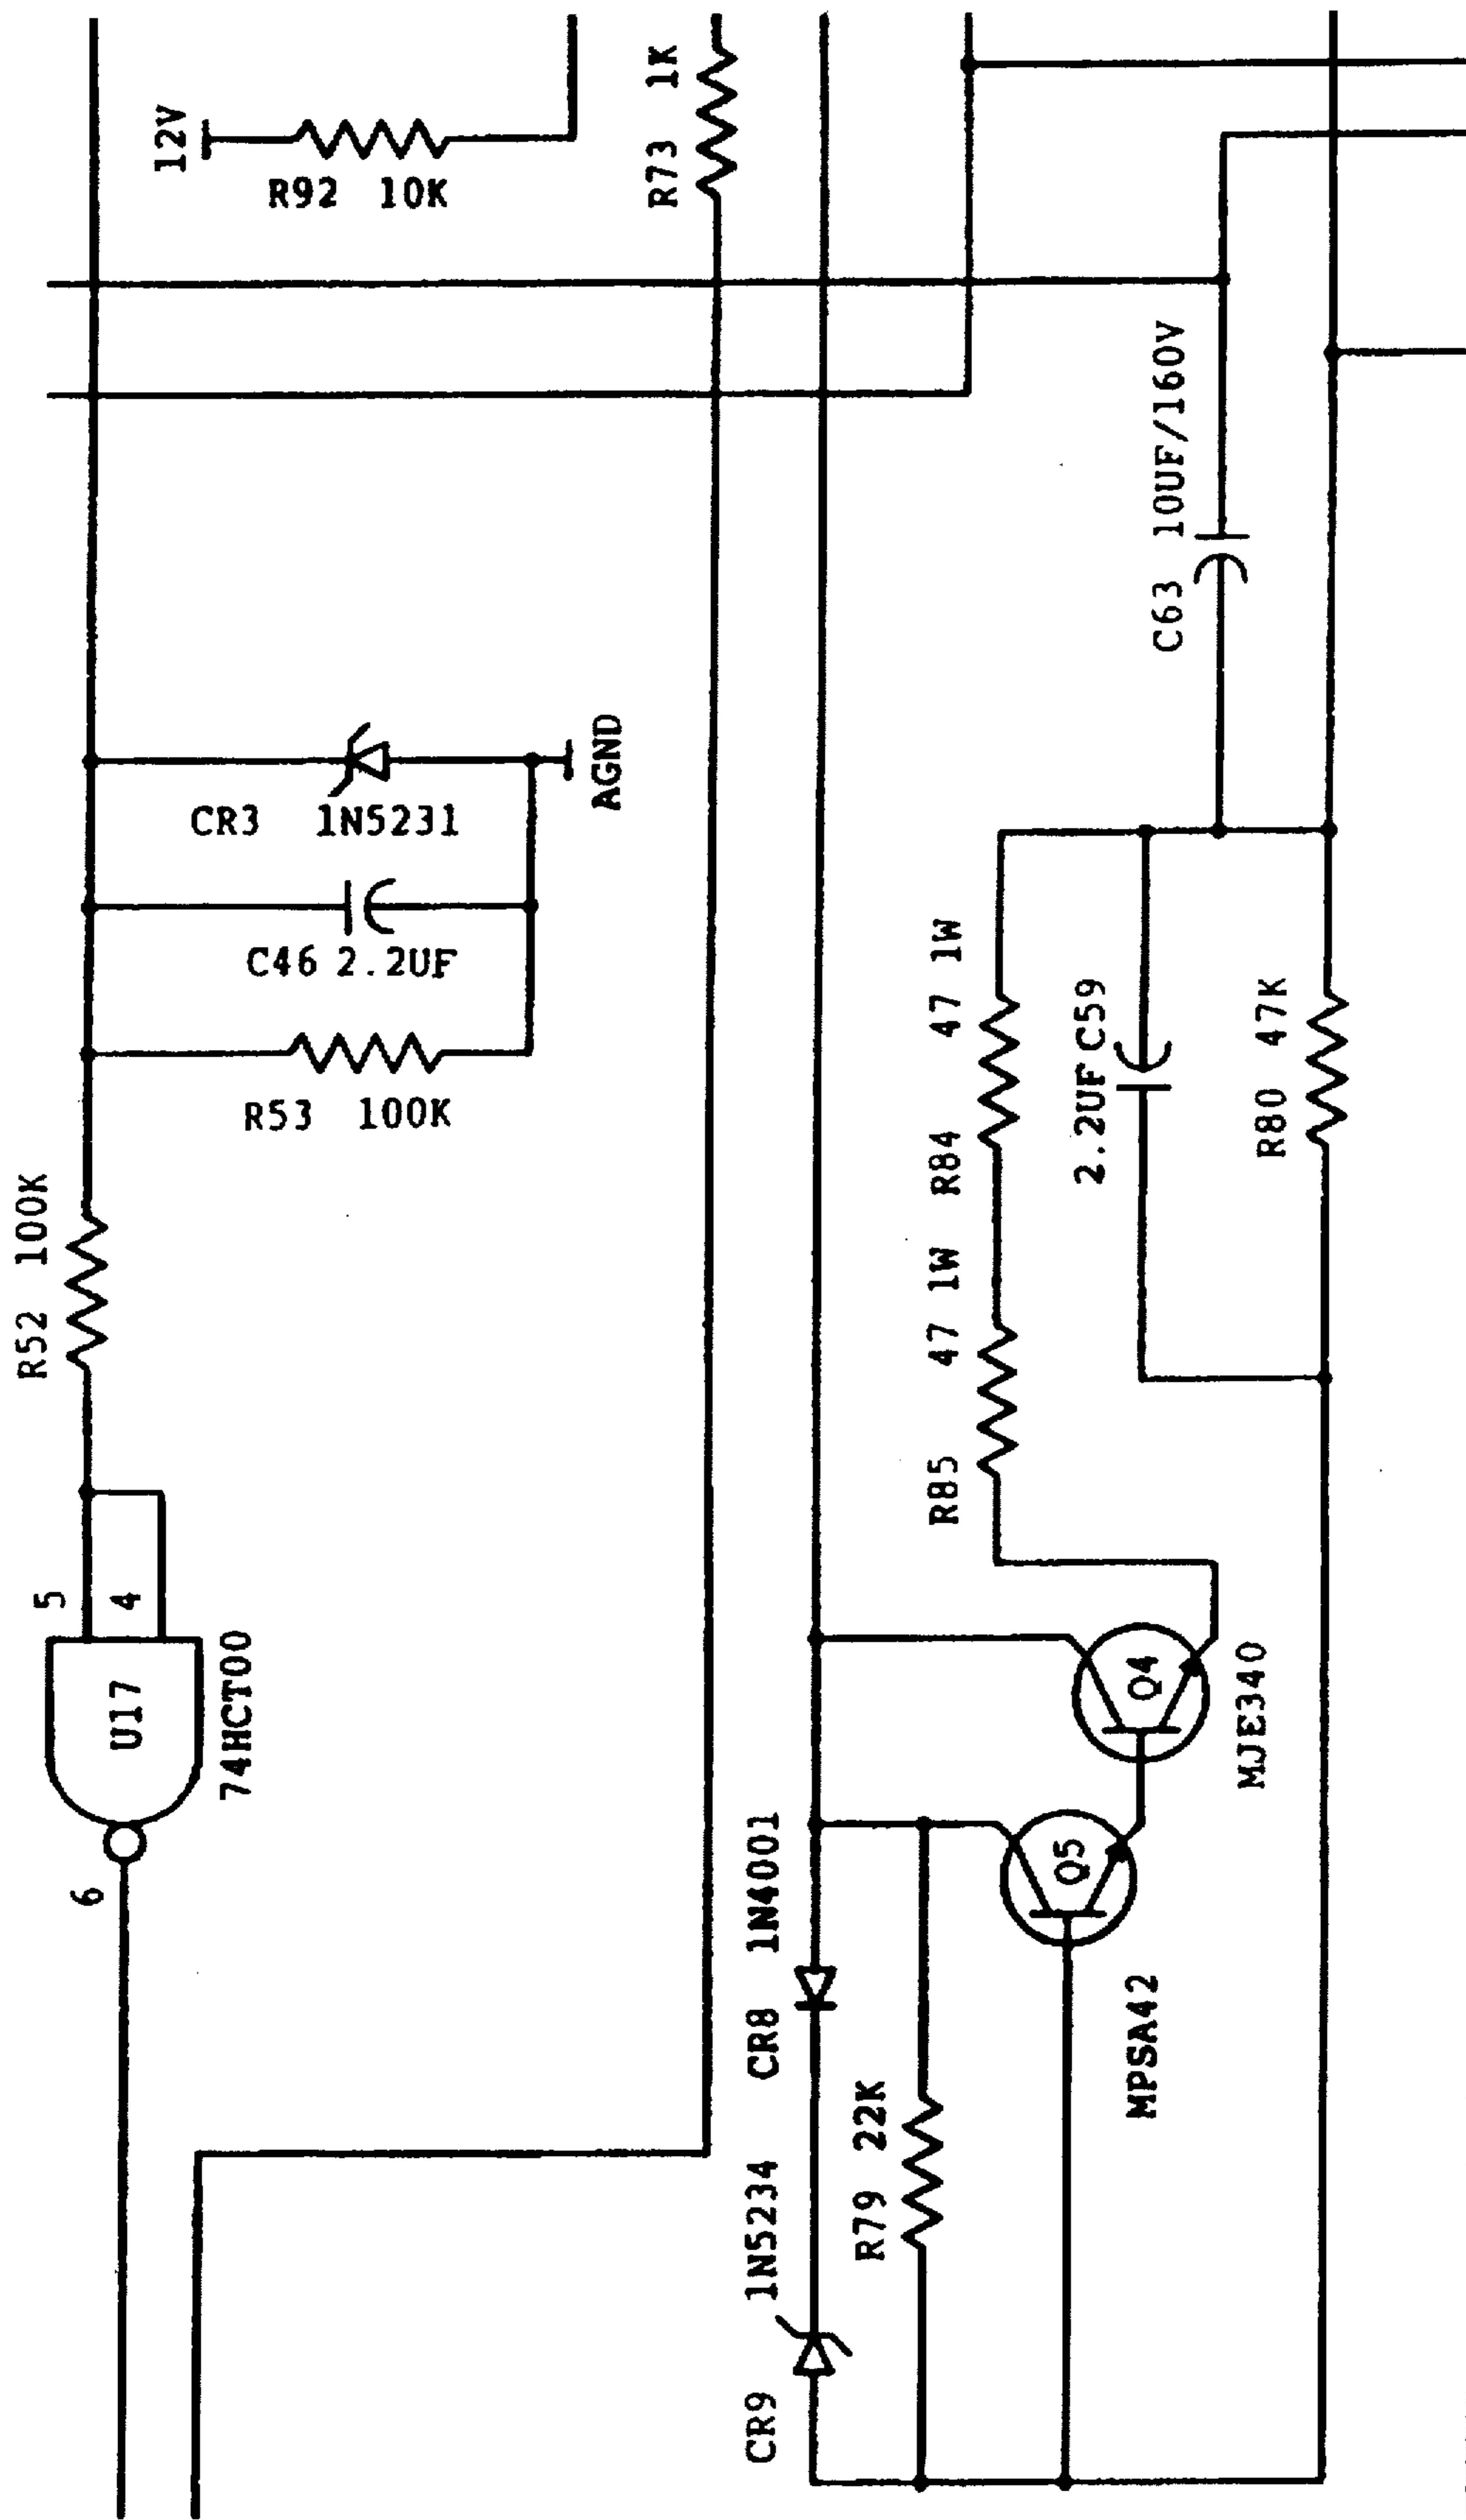 12V
R92 10K
R73 1K
C63 10UF/160V
AGND
CR3 1N5231
C46 2.2UF
R53 100K
R52 100K
R84 47 1W
2.2UF C59
R80 47K
R85 47 1W
5
4
U17
74HCT00
6
Q4
MJE340
Q5
MPSA42
CR8 1N4001
R79 22K
CR9 1N5234